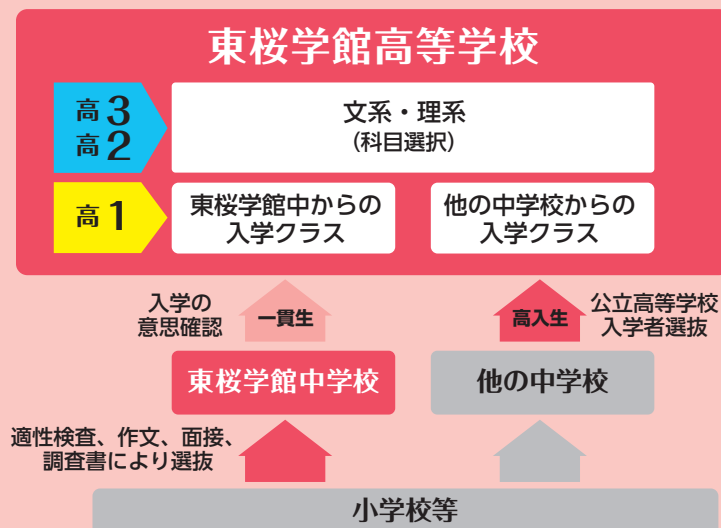 東桜学館高等学校
高3
高2
文系・理系
(科目選択)
高1
東桜学館中からの
入学クラス
他の中学校からの
入学クラス
入学の
意思確認
一貫生
高入生
公立高等学校
入学者選抜
東桜学館中学校
他の中学校
適性検査、作文、面接、
調査書により選抜
小学校等